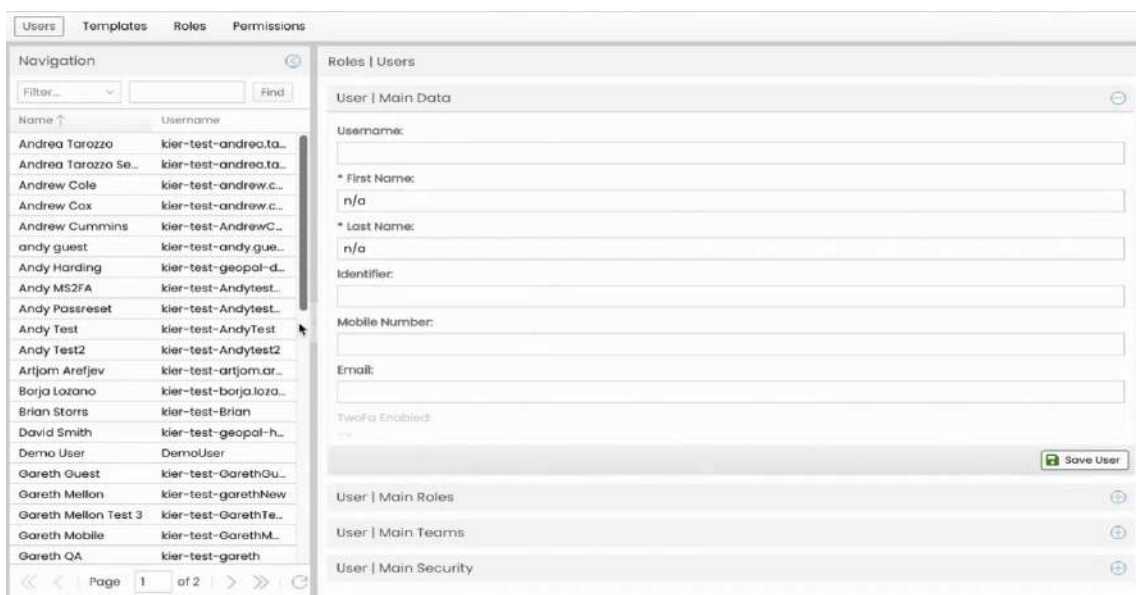 Users Templates Roles Permissions
Navigation
Roles | Users
Filter... Find
User | Main Data
Name Username
Username:
Andrea Tarozzo kier-test-andrea.ta...
Andrea Tarozzo Se... kier-test-andrea.ta...
* First Name:
Andrew Cole kier-test-andrew.c...
n/a
Andrew Cox kier-test-andrew.c...
* Last Name:
Andrew Cummins kier-test-AndrewC...
andy guest kier-test-andy.gue...
n/a
Andy Harding kier-test-geopal-d...
Identifier:
Andy MS2FA kier-test-Andytest...
Andy Passreset kier-test-Andytest...
Mobile Number:
Andy Test kier-test-AndyTest
Andy Test2 kier-test-Andytest2
Artjom Arefjev kier-test-artjom.ar...
Email:
Borja Lozano kier-test-borja.loza...
Brian Storrs kier-test-Brian
TwoFa Enabled:
David Smith kier-test-geopal-h...
Demo User DemoUser
Save User
Gareth Guest kier-test-GarethGu...
Gareth Mellon kier-test-garethNew
User | Main Roles
Gareth Mellon Test 3 kier-test-GarethTe...
Gareth Mobile kier-test-GarethM...
User | Main Teams
Gareth QA kier-test-gareth
User | Main Security
Page 1 of 2